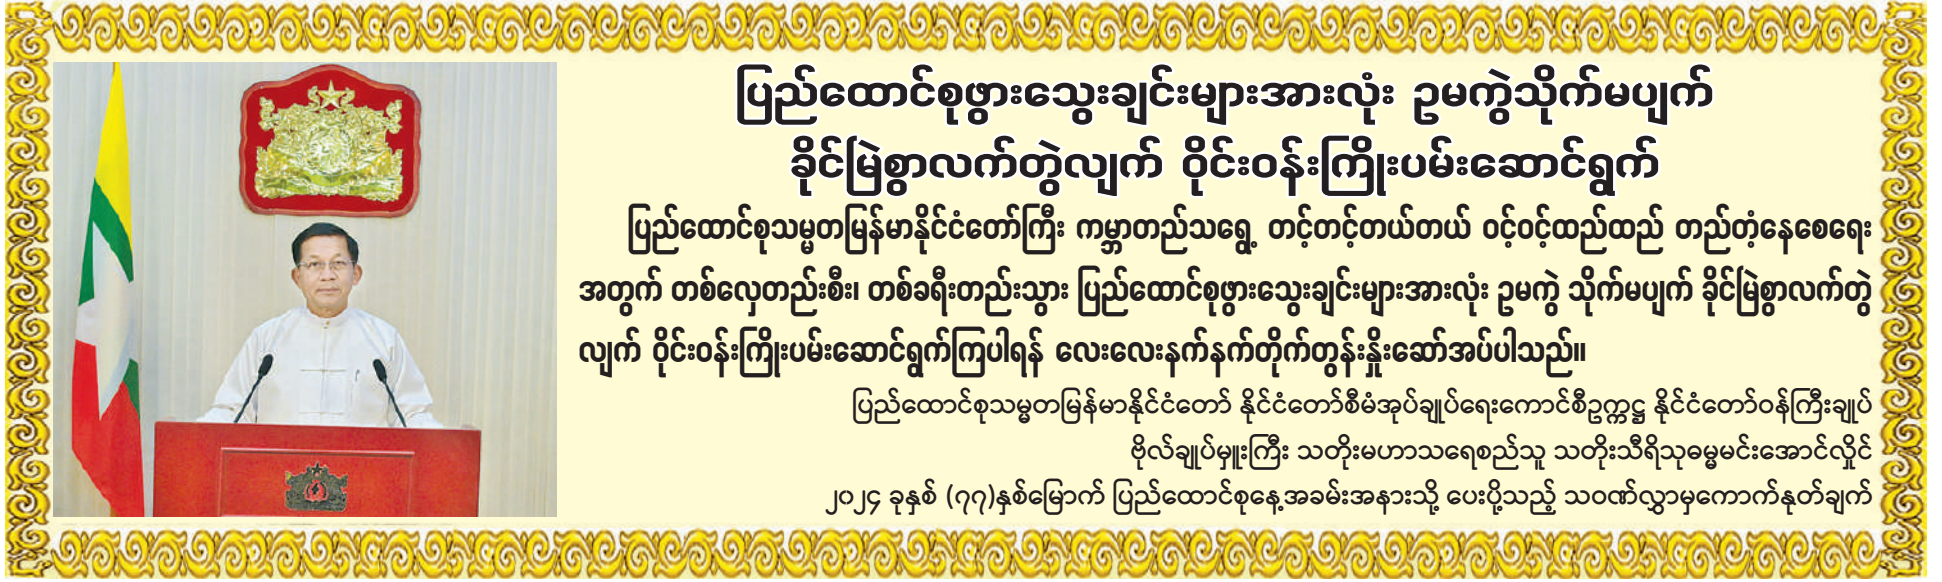 ပြည်ထောင်စုဖွားသွေးချင်းများအားလုံး ဥမကွဲသိုက်မပျက်
ခိုင်မြဲစွာလက်တွဲလျက် ဝိုင်းဝန်းကြိုးပမ်းဆောင်ရွက်
ပြည်ထောင်စုသမ္မတမြန်မာနိုင်ငံတော်ကြီး ကမ္ဘာတည်သရွေ့ တင့်တင့်တယ်တယ် ဝင့်ဝင့်ထည်ထည် တည်တံ့နေစေရေး
အတွက် တစ်လှေတည်းစီး၊ တစ်ခရီးတည်းသွား ပြည်ထောင်စုဖွားသွေးချင်းများအားလုံး ဥမကွဲ သိုက်မပျက် ခိုင်မြဲစွာလက်တွဲ
လျက် ဝိုင်းဝန်းကြိုးပမ်းဆောင်ရွက်ကြပါရန် လေးလေးနက်နက်တိုက်တွန်းနှိုးဆော်အပ်ပါသည်။
ပြည်ထောင်စုသမ္မတမြန်မာနိုင်ငံတော် နိုင်ငံတော်စီမံအုပ်ချုပ်ရေးကောင်စီဥက္ကဋ္ဌ နိုင်ငံတော်ဝန်ကြီးချုပ်
ဗိုလ်ချုပ်မှူးကြီး သတိုးမဟာသရေစည်သူ သတိုးသီရိသုဓမ္မမင်းအောင်လှိုင်
၂၀၂၄ ခုနှစ် (၇၇)နှစ်မြောက် ပြည်ထောင်စုနေ့အခမ်းအနားသို့ ပေးပို့သည့် သဝဏ်လွှာမှကောက်နုတ်ချက်